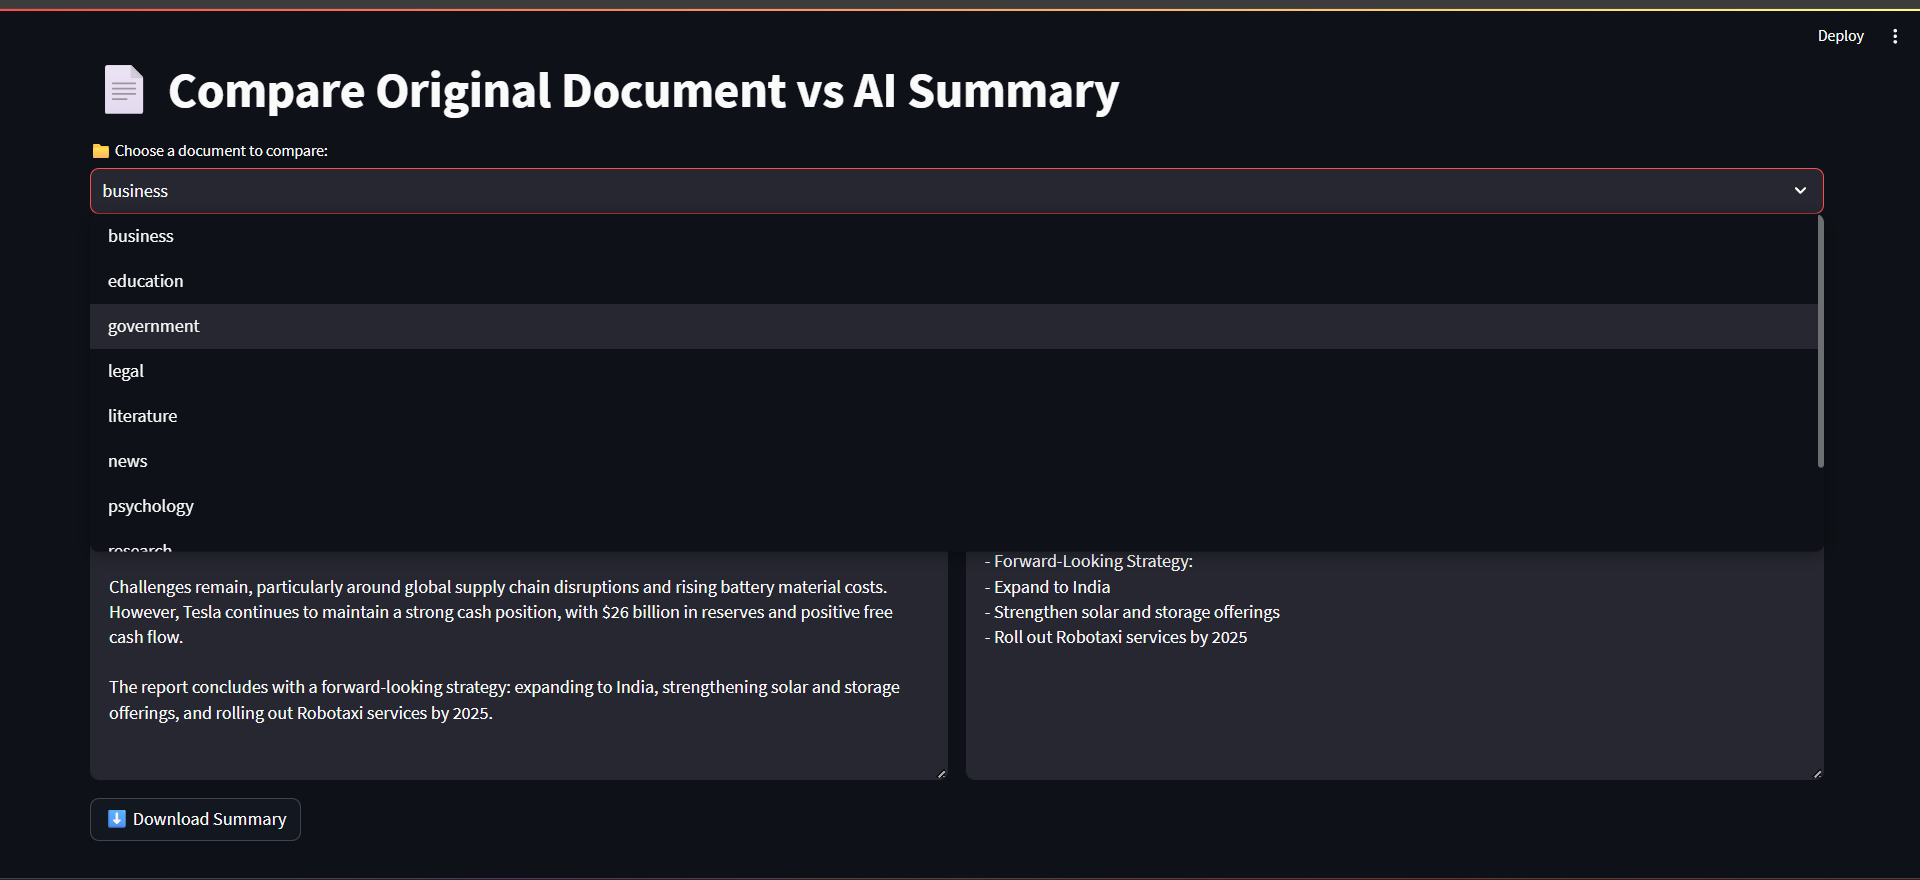 Deploy
Compare Original Document vs AI Summary
Choose a document to compare:
business
business
education
government
legal
literature
news
psychology
research
Challenges remain, particularly around global supply chain disruptions and rising battery material costs.
However, Tesla continues to maintain a strong cash position, with $26 billion in reserves and positive free
cash flow.
The report concludes with a forward-looking strategy: expanding to India, strengthening solar and storage
offerings, and rolling out Robotaxi services by 2025.
- Forward-Looking Strategy:
- Expand to India
- Strengthen solar and storage offerings
- Roll out Robotaxi services by 2025
Download Summary